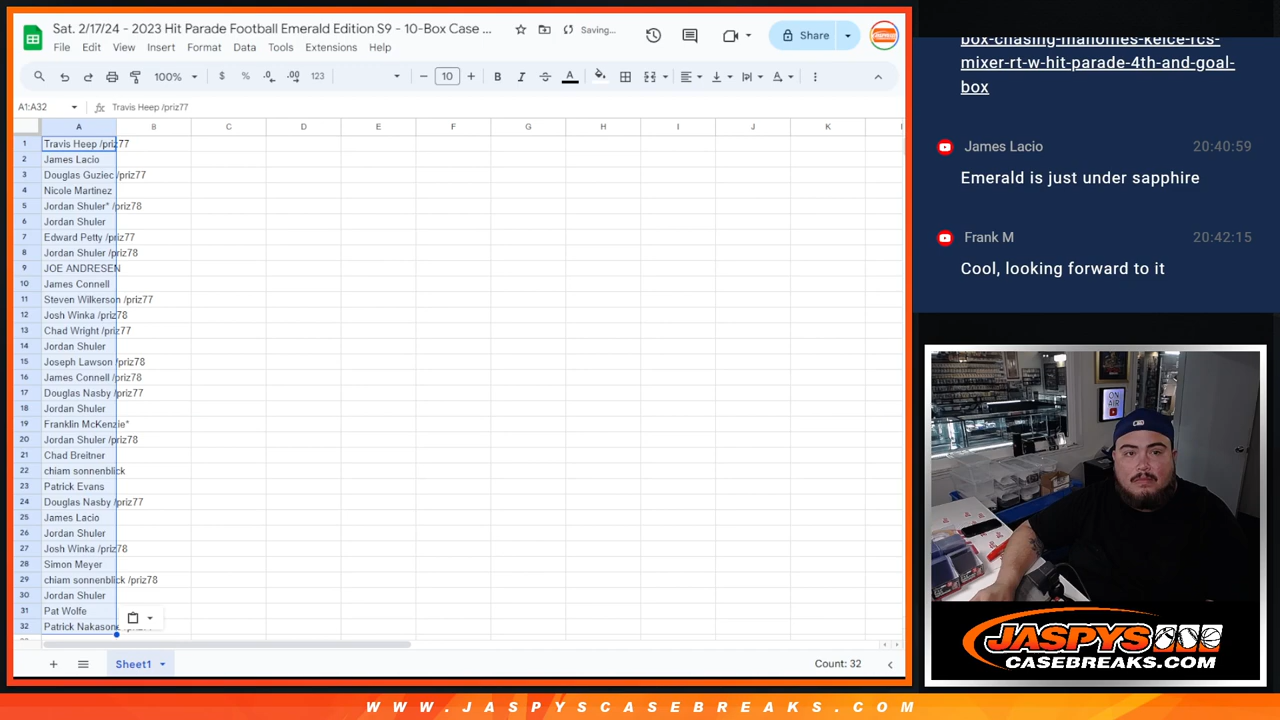 Sat. 2/17/24 - 2023 Hit Parade Football Emerald Edition S9 - 10-Box Case ...
Saving...
Share
File Edit View Insert Format Data Tools Extensions Help
100%
$ % .0 .00 123
10
B I A
A1:A32
fx Travis Heep /priz77
A B C D E F G H I J K
1 Travis Heep /priz77
2 James Lacio
3 Douglas Guziec /priz77
4 Nicole Martinez
5 Jordan Shuler* /priz78
6 Jordan Shuler
7 Edward Petty /priz77
8 Jordan Shuler /priz78
9 JOE ANDRESEN
10 James Connell
11 Steven Wilkerson /priz77
12 Josh Winka /priz78
13 Chad Wright /priz77
14 Jordan Shuler
15 Joseph Lawson /priz78
16 James Connell /priz78
17 Douglas Nasby /priz77
18 Jordan Shuler
19 Franklin McKenzie*
20 Jordan Shuler /priz78
21 Chad Breitner
22 chiam sonnenblick
23 Patrick Evans
24 Douglas Nasby /priz77
25 James Lacio
26 Jordan Shuler
27 Josh Winka /priz78
28 Simon Meyer
29 chiam sonnenblick /priz78
30 Jordan Shuler
31 Pat Wolfe
32 Patrick Nakasone
Sheet1
Count: 32
box-chasing-mahomes-kelce-rcs-
mixer-rt-w-hit-parade-4th-and-goal-
box
James Lacio 20:40:59
Emerald is just under sapphire
Frank M 20:42:15
Cool, looking forward to it
ON
AIR
JASPYS
CASEBREAKS.COM
WWW.JASPYSCASEBREAKS.COM